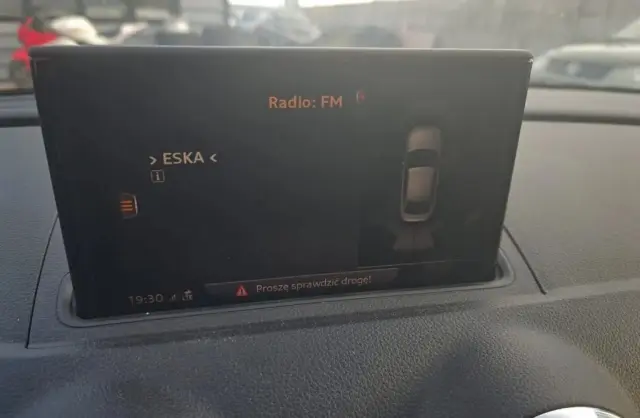 Radio: FM
› ESKA ‹
i
19:30
Proszę sprawdzić drogę!